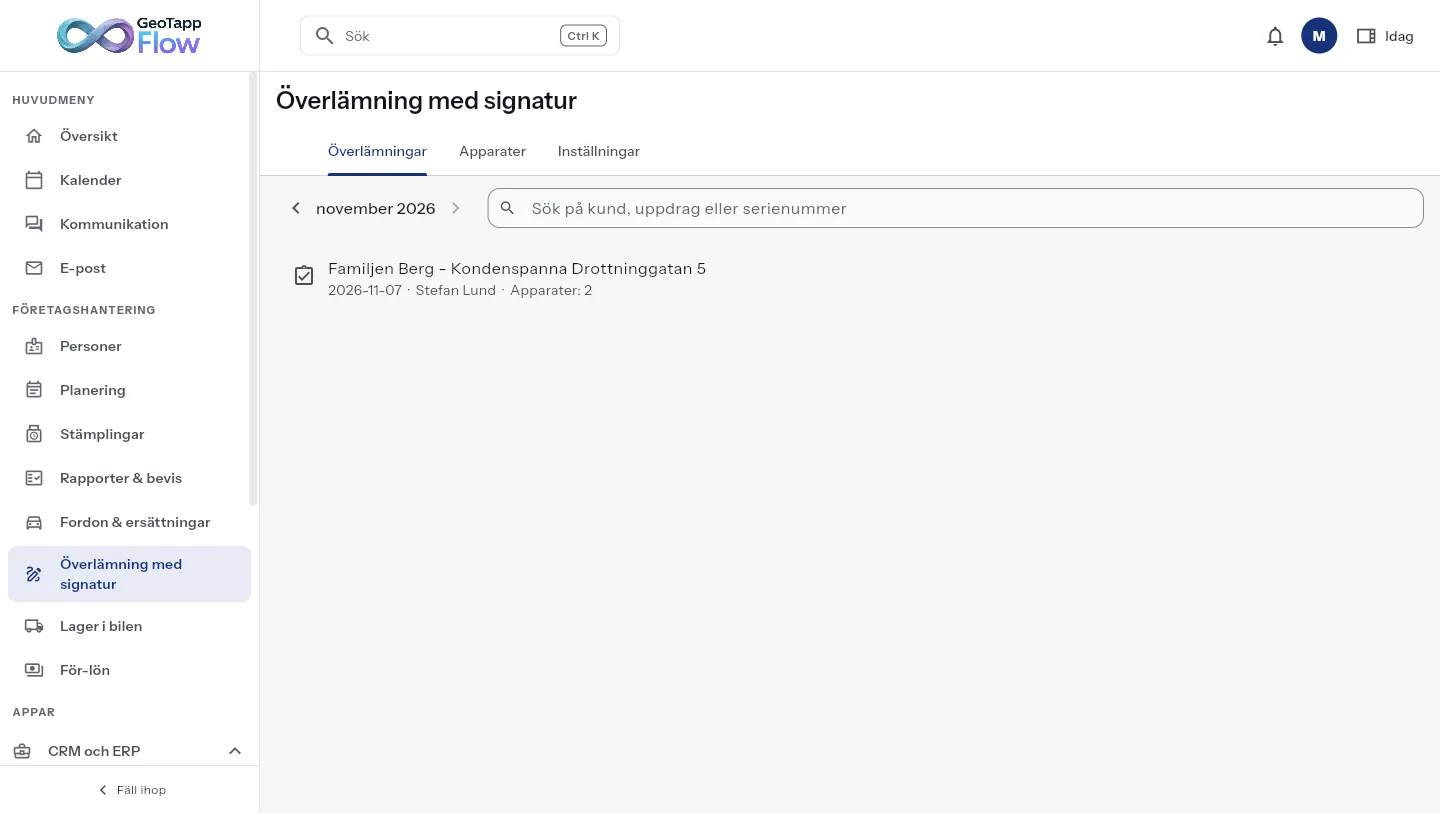 GeoTapp
Flow
Sök
Ctrl K
M
Idag
HUVUDMENY
Översikt
Kalender
Kommunikation
E-post
FÖRETAGSHANTERING
Personer
Planering
Stämplingar
Rapporter & bevis
Fordon & ersättningar
Överlämning med
signatur
Lager i bilen
För-lön
APPAR
CRM och ERP
Fäll ihop
Överlämning med signatur
Överlämningar
Apparater
Inställningar
november 2026
Sök på kund, uppdrag eller serienummer
Familjen Berg - Kondenspanna Drottninggatan 5
2026-11-07 · Stefan Lund · Apparater: 2